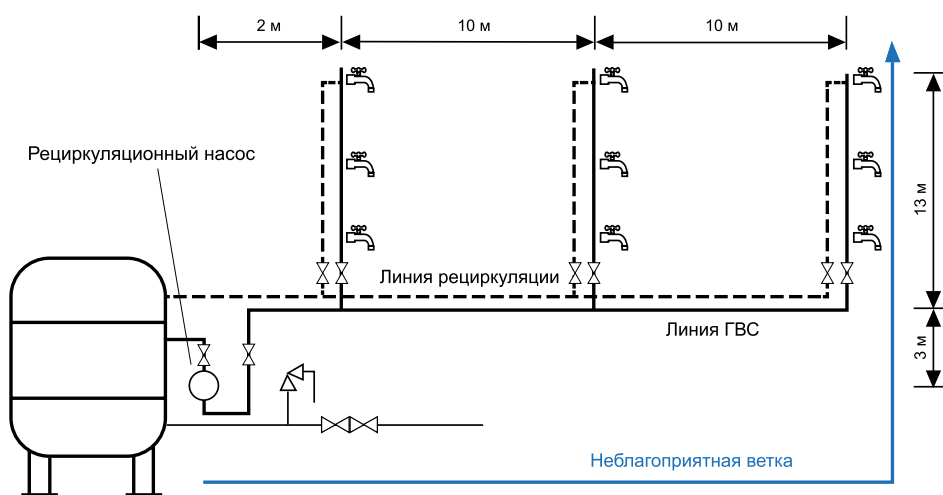 2 м
10 м
10 м
Рециркуляционный насос
13 м
Линия рециркуляции
Линия ГВС
3 м
Неблагоприятная ветка